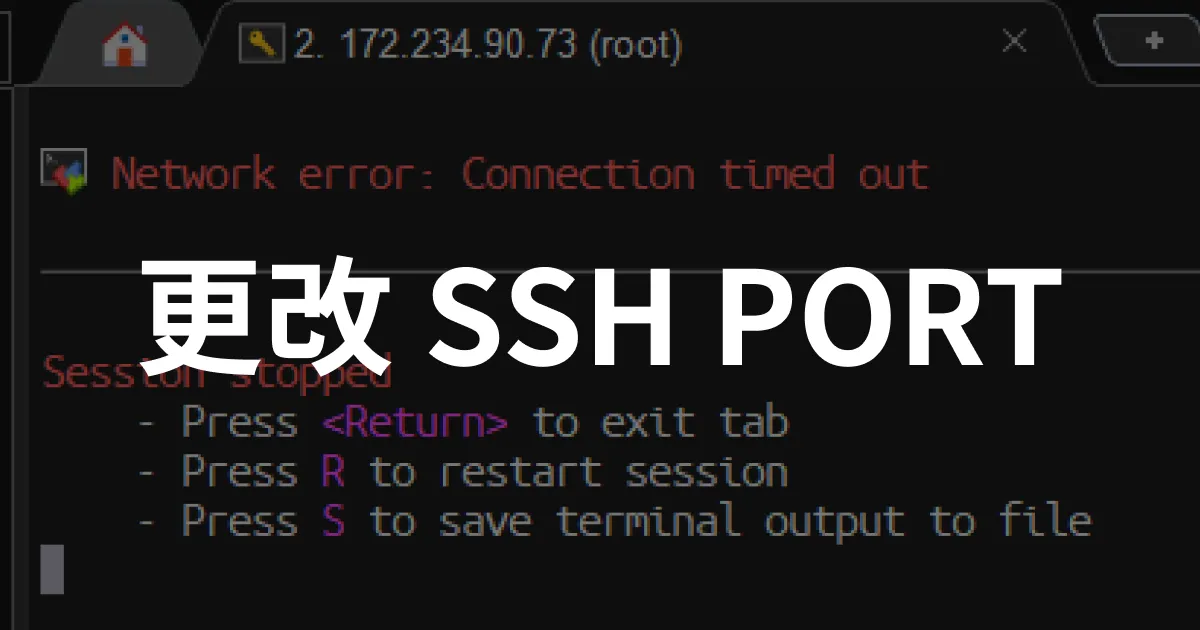 2. 172.234.90.73 (root)
Network error: Connection timed out
更改 SSH PORT
Session stopped
- Press <Return> to exit tab
- Press R to restart session
- Press S to save terminal output to file